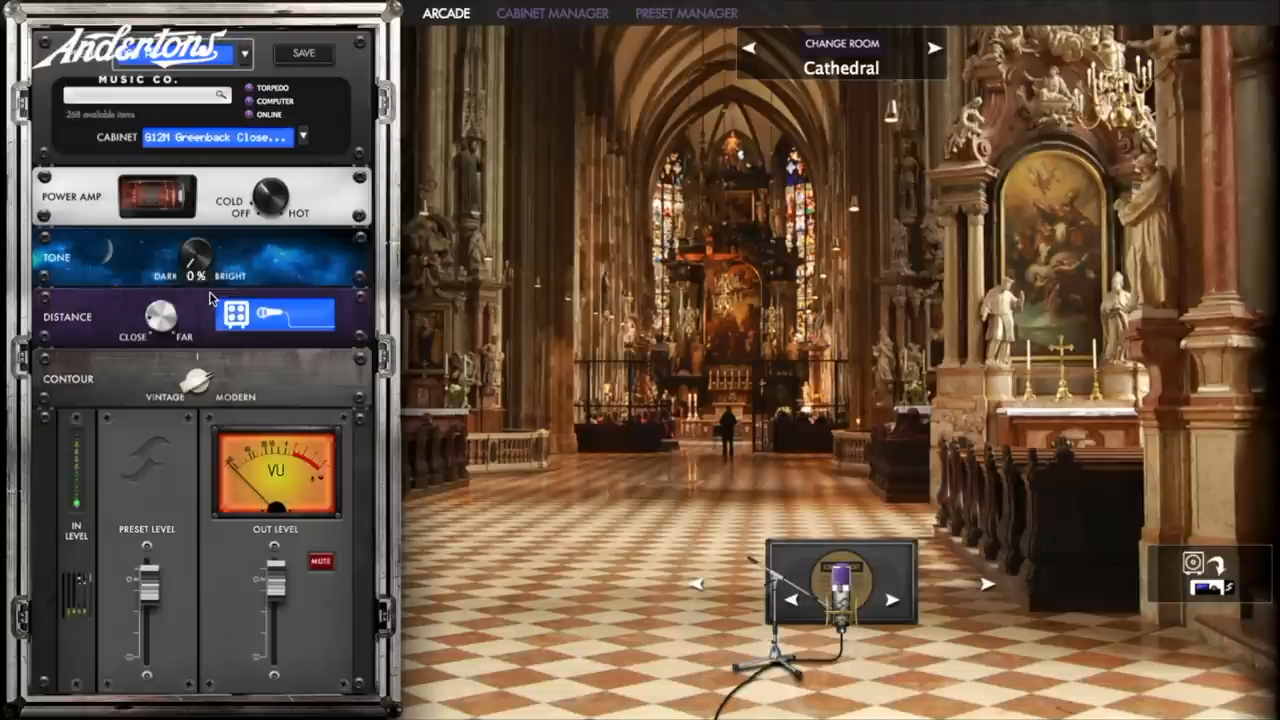 ARCADE
CABINET MANAGER
PRESET MANAGER
Andertons
MUSIC CO.
SAVE
TORPEDO
COMPUTER
ONLINE
268 available items
CABINET
G12M Greenback Close...
CHANGE ROOM
Cathedral
POWER AMP
COLD
OFF
HOT
TONE
DARK
0 %
BRIGHT
DISTANCE
CLOSE
FAR
CONTOUR
VINTAGE
MODERN
VU
IN
LEVEL
PRESET LEVEL
OUT LEVEL
MUTE